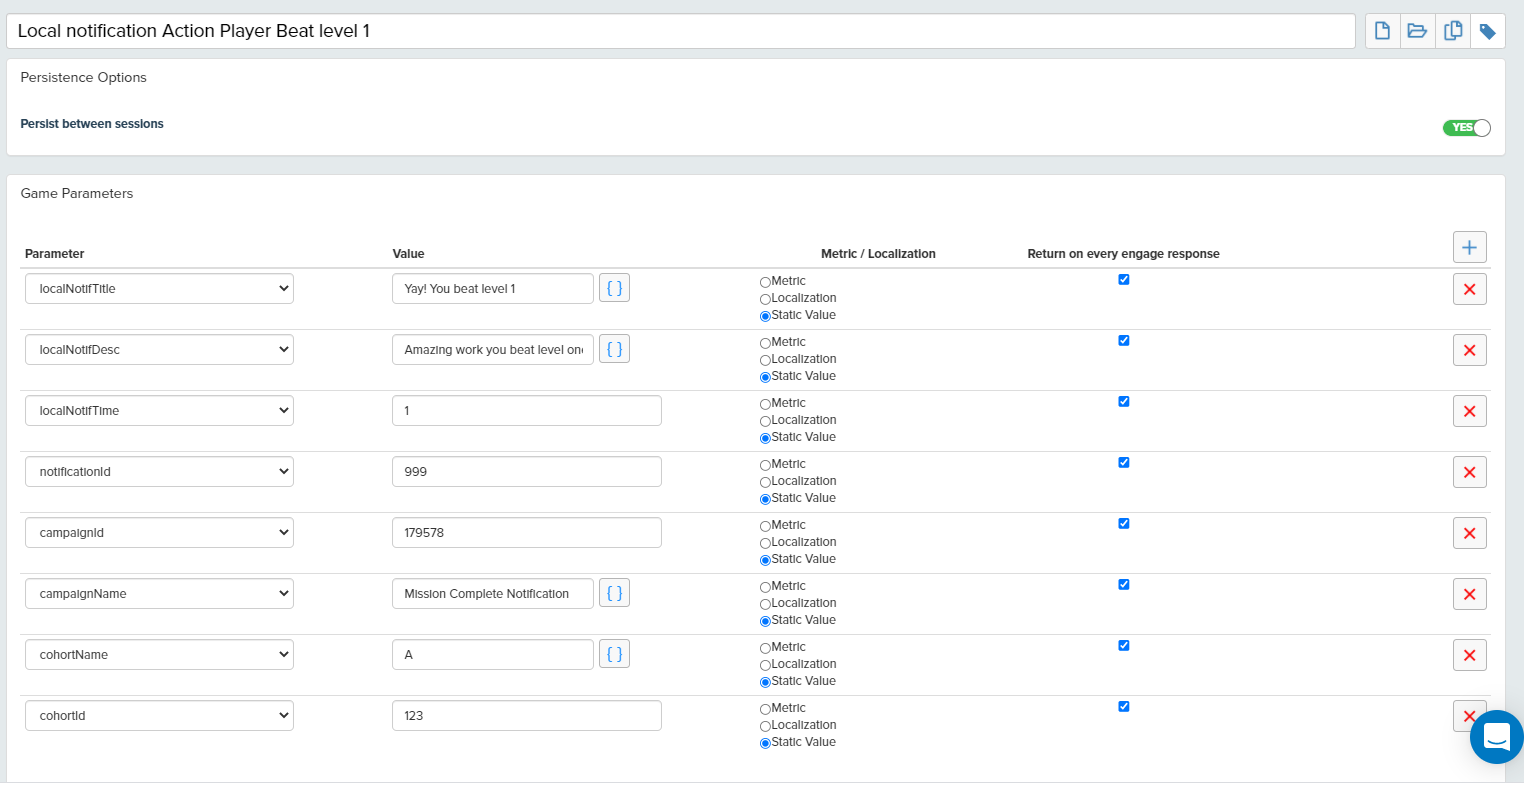 Local notification Action Player Beat level 1
Persistence Options
Persist between sessions
YES
Game Parameters
Parameter Value Metric / Localization Return on every engage response
localNotifTitle Yay! You beat level 1 { } Metric
Localization
Static Value
localNotifDesc Amazing work you beat level one { } Metric
Localization
Static Value
localNotifTime 1 Metric
Localization
Static Value
notificationId 999 Metric
Localization
Static Value
campaignId 179578 Metric
Localization
Static Value
campaignName Mission Complete Notification { } Metric
Localization
Static Value
cohortName A { } Metric
Localization
Static Value
cohortId 123 Metric
Localization
Static Value